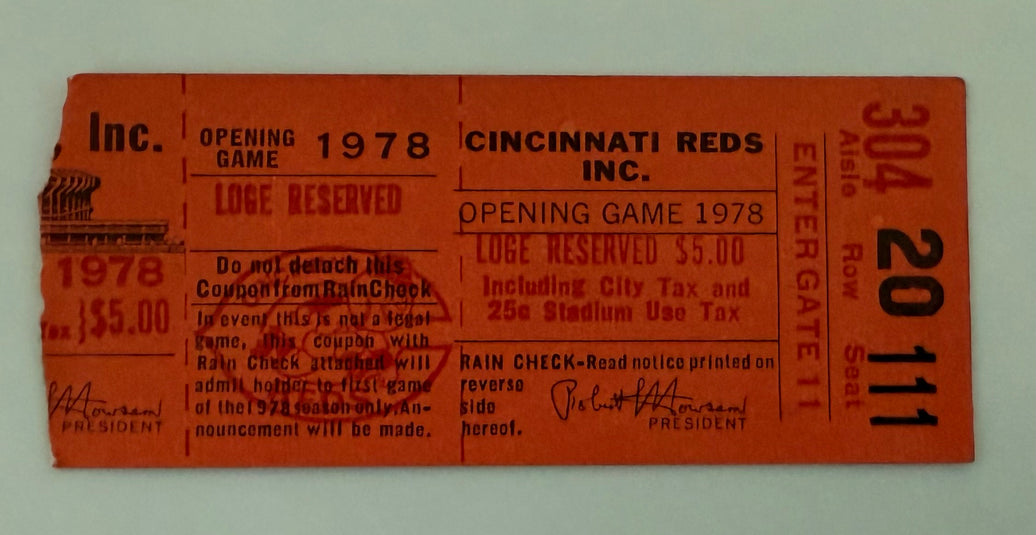 , Inc.
1978
Tax }$5.00
PRESIDENT
OPENING
GAME 1978
LOGE RESERVED
Do not detach this
Coupon from Rain Check
In event this is not a legal
game, this coupon with
Rain Check attached will
admit holder to first game
of the 1978 season only. An-
nouncement will be made.
REDS
CINCINNATI REDS
INC.
OPENING GAME 1978
LOGE RESERVED $5.00
Including City Tax and
25¢ Stadium Use Tax
RAIN CHECK-Read notice printed on
reverse
side
hereof.
Robert L. Howsam
PRESIDENT
ENTER GATE 11
Aisle Row Seat
304 20 111